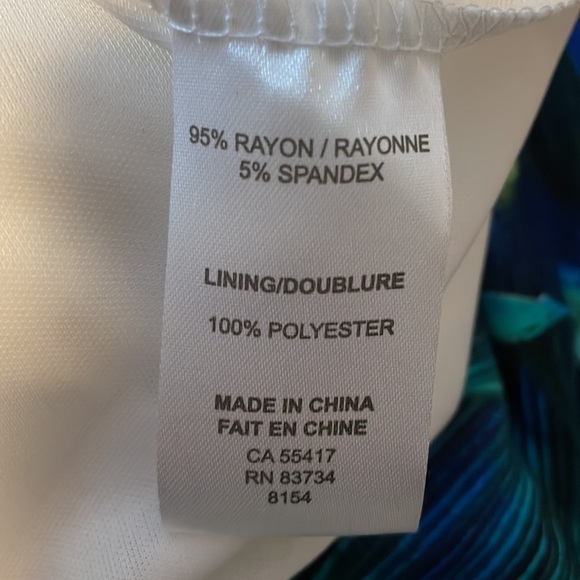 95% RAYON / RAYONNE
5% SPANDEX
LINING/DOUBLURE
100% POLYESTER
MADE IN CHINA
FAIT EN CHINE
CA 55417
RN 83734
8154